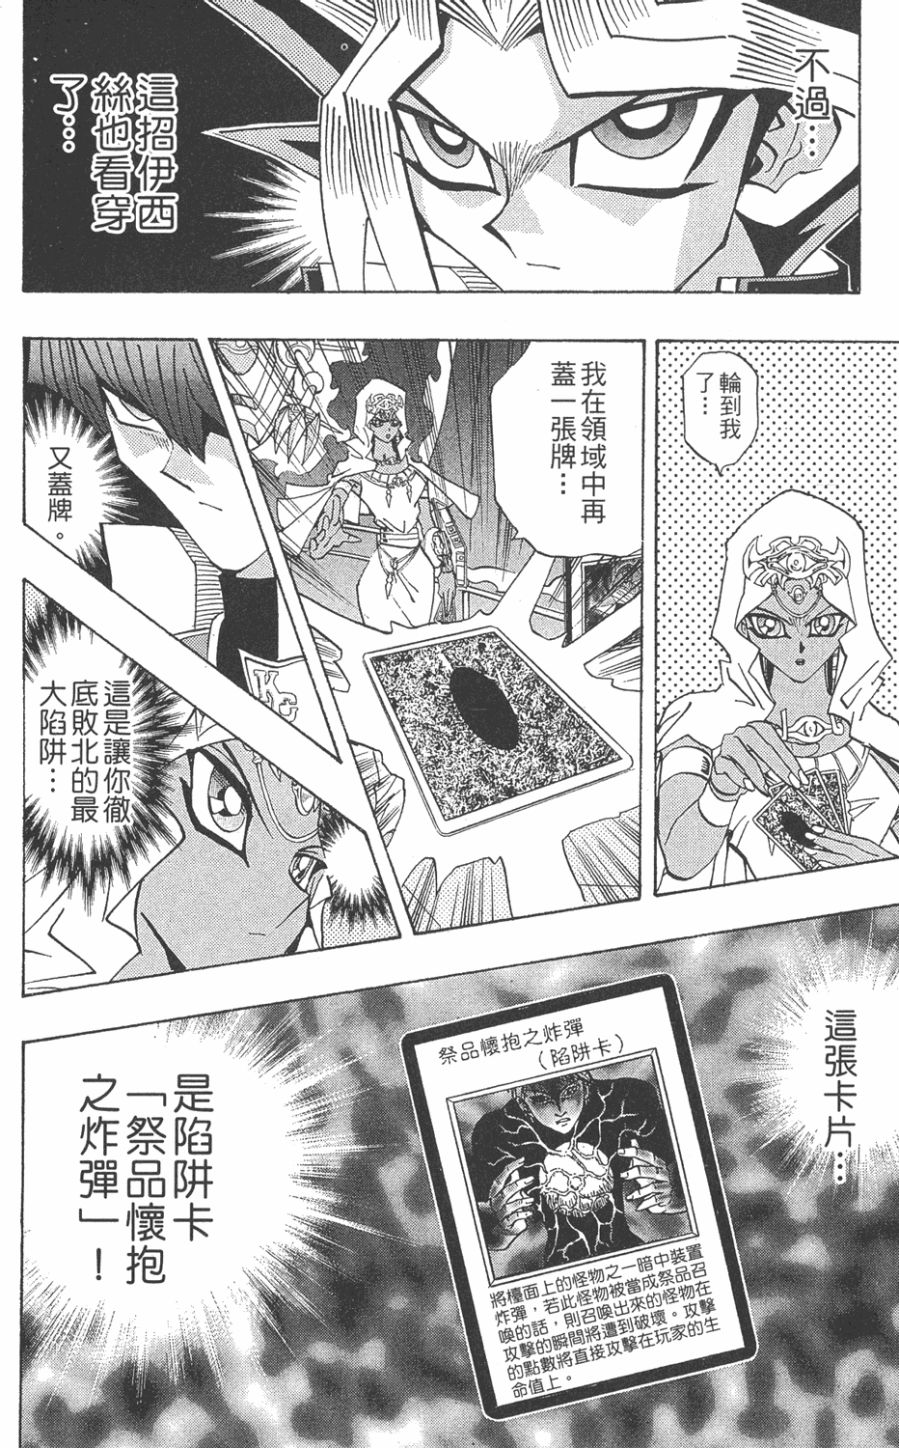 不過…
這招伊西
絲也看穿
了…
輪到我
了…
我在領域中再
蓋一張牌…
又蓋牌。
KC
這是讓你徹
底敗北的最
大陷阱…
這張卡片…
祭品懷抱之炸彈
（陷阱卡）
將檯面上的怪物之一暗中裝置
炸彈，若此怪物被當成祭品召
喚的話，則召喚出來的怪物在
攻擊的瞬間將遭到破壞。攻擊
的點數將直接攻擊在玩家的生
命值上。
是陷阱卡
「祭品懷抱
之炸彈」！